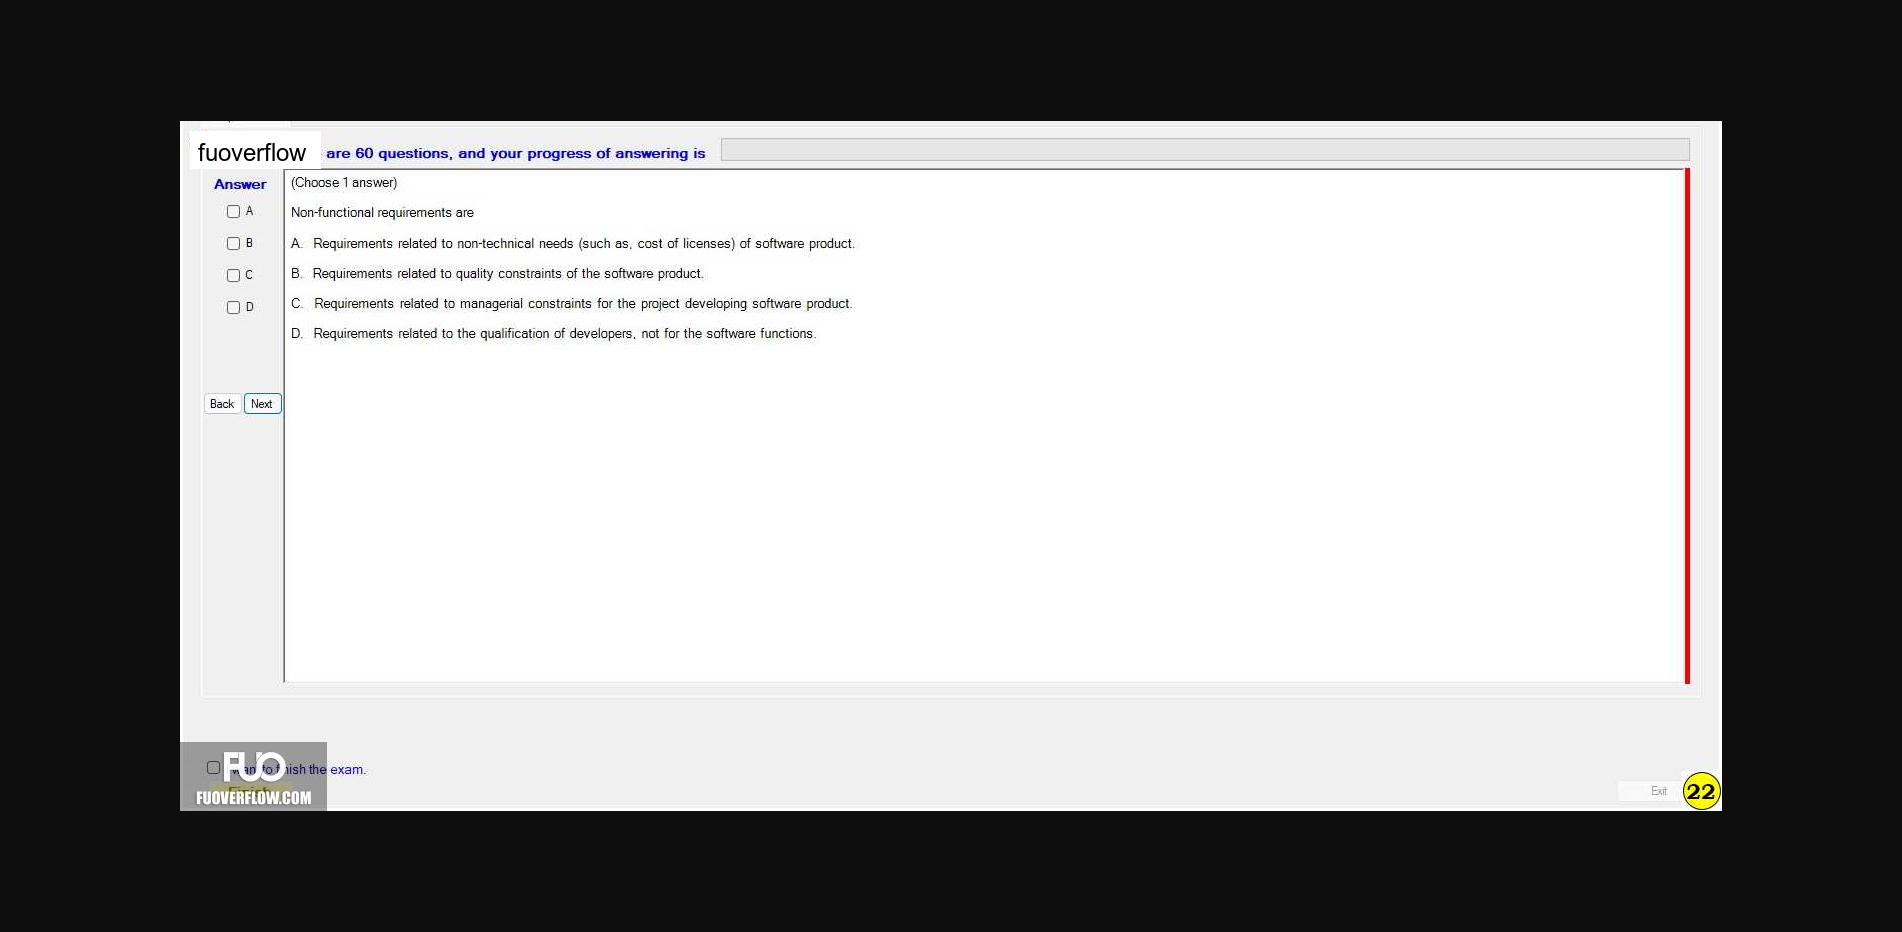 fuoverflow are 60 questions, and your progress of answering is
Answer
(Choose 1 answer)
A
Non-functional requirements are
B
A. Requirements related to non-technical needs (such as, cost of licenses) of software product.
C
B. Requirements related to quality constraints of the software product.
D
C. Requirements related to managerial constraints for the project developing software product.
D. Requirements related to the qualification of developers, not for the software functions.
Back Next
FUO
want to finish the exam.
Finish
FUOVERFLOW.COM
Exit 22